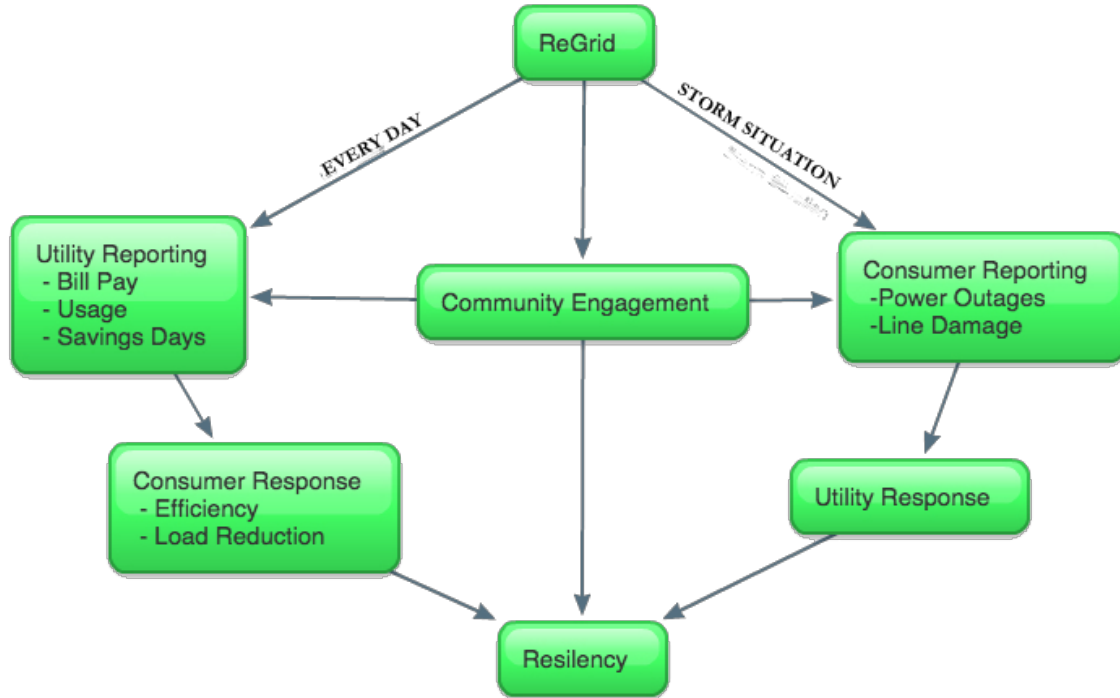 ReGrid
EVERY DAY
STORM SITUATION
Utility Reporting
- Bill Pay
- Usage
- Savings Days
Community Engagement
Consumer Reporting
-Power Outages
-Line Damage
Consumer Response
- Efficiency
- Load Reduction
Utility Response
Resilency